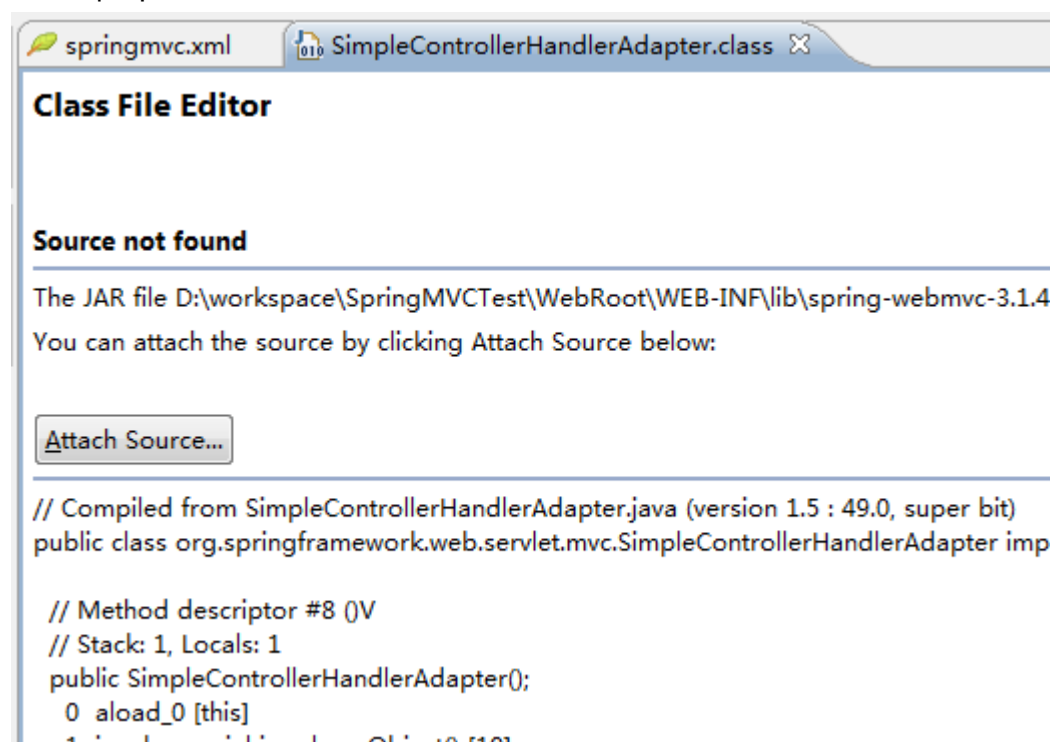 springmvc.xml
SimpleControllerHandlerAdapter.class
Class File Editor
Source not found
The JAR file D:\workspace\SpringMVCTest\WebRoot\WEB-INF\lib\spring-webmvc-3.1.4
You can attach the source by clicking Attach Source below:
Attach Source...
// Compiled from SimpleControllerHandlerAdapter.java (version 1.5 : 49.0, super bit)
public class org.springframework.web.servlet.mvc.SimpleControllerHandlerAdapter imp
// Method descriptor #8 ()V
// Stack: 1, Locals: 1
public SimpleControllerHandlerAdapter();
0 aload_0 [this]